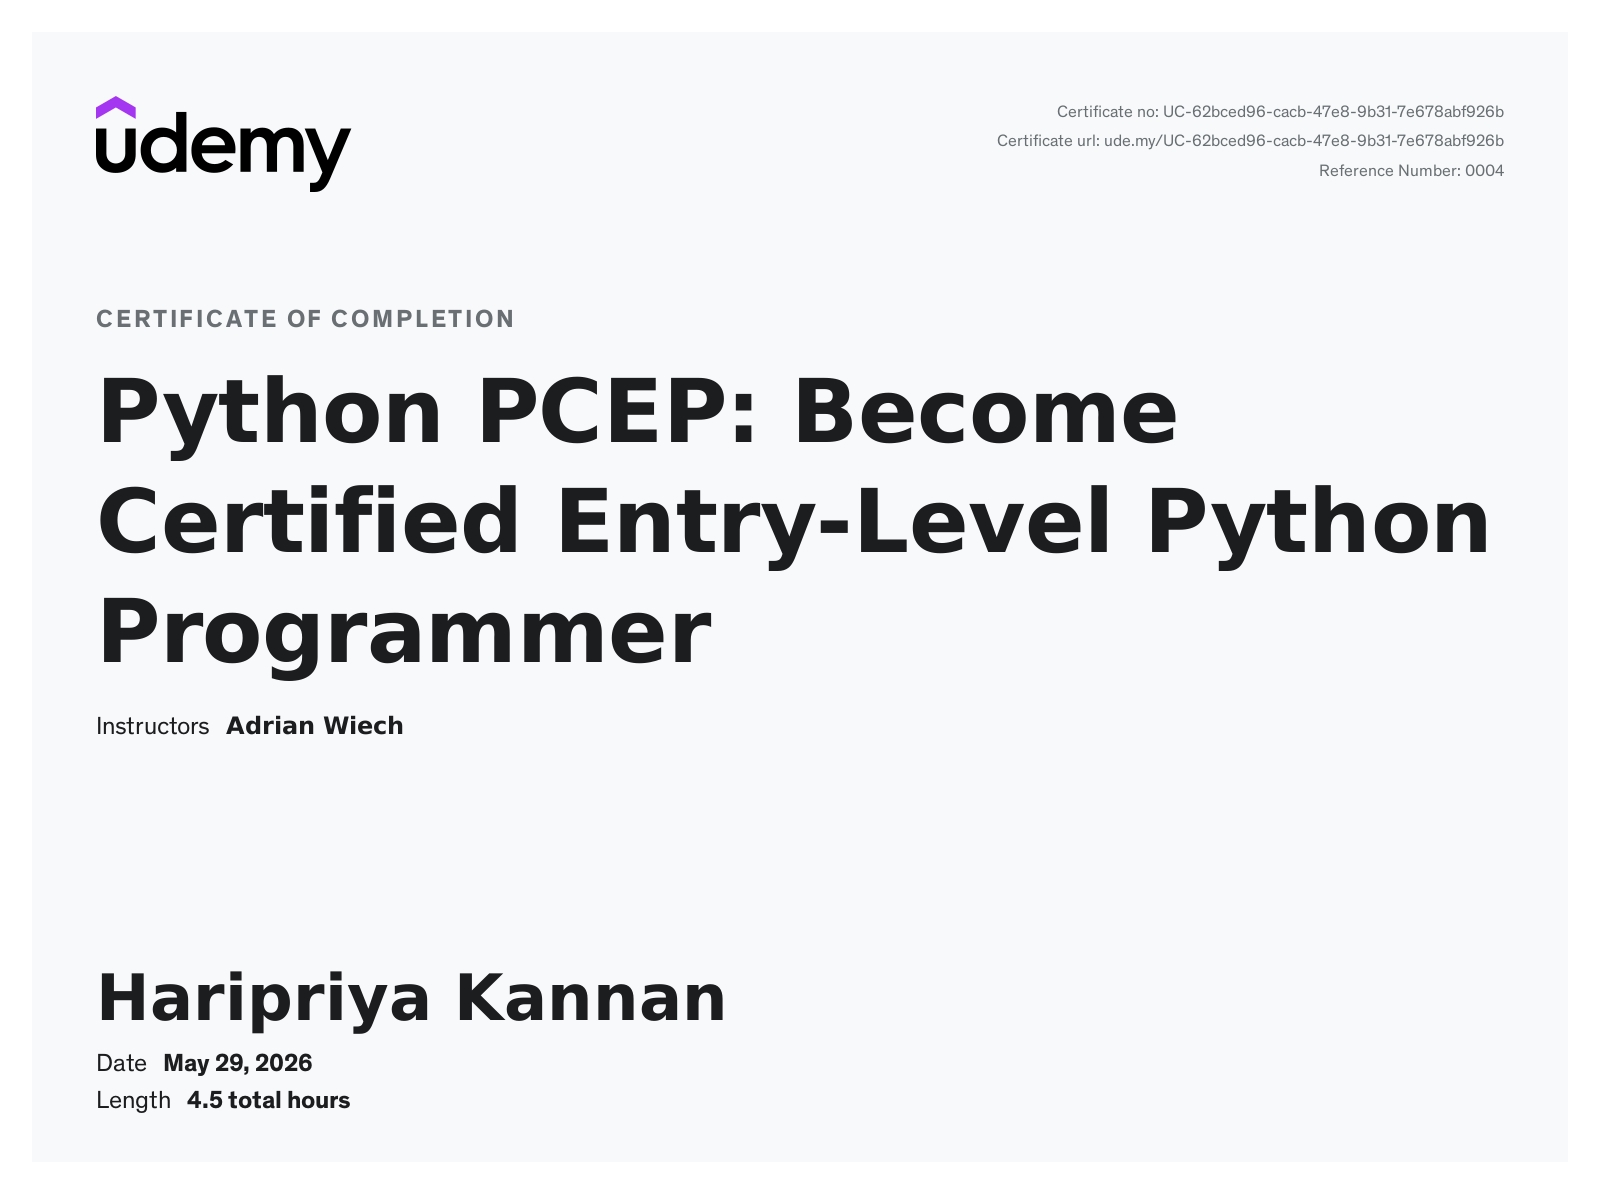 udemy
Certificate no: UC-62bced96-cacb-47e8-9b31-7e678abf926b
Certificate url: ude.my/UC-62bced96-cacb-47e8-9b31-7e678abf926b
Reference Number: 0004
CERTIFICATE OF COMPLETION
Python PCEP: Become
Certified Entry-Level Python
Programmer
Instructors Adrian Wiech
Haripriya Kannan
Date May 29, 2026
Length 4.5 total hours